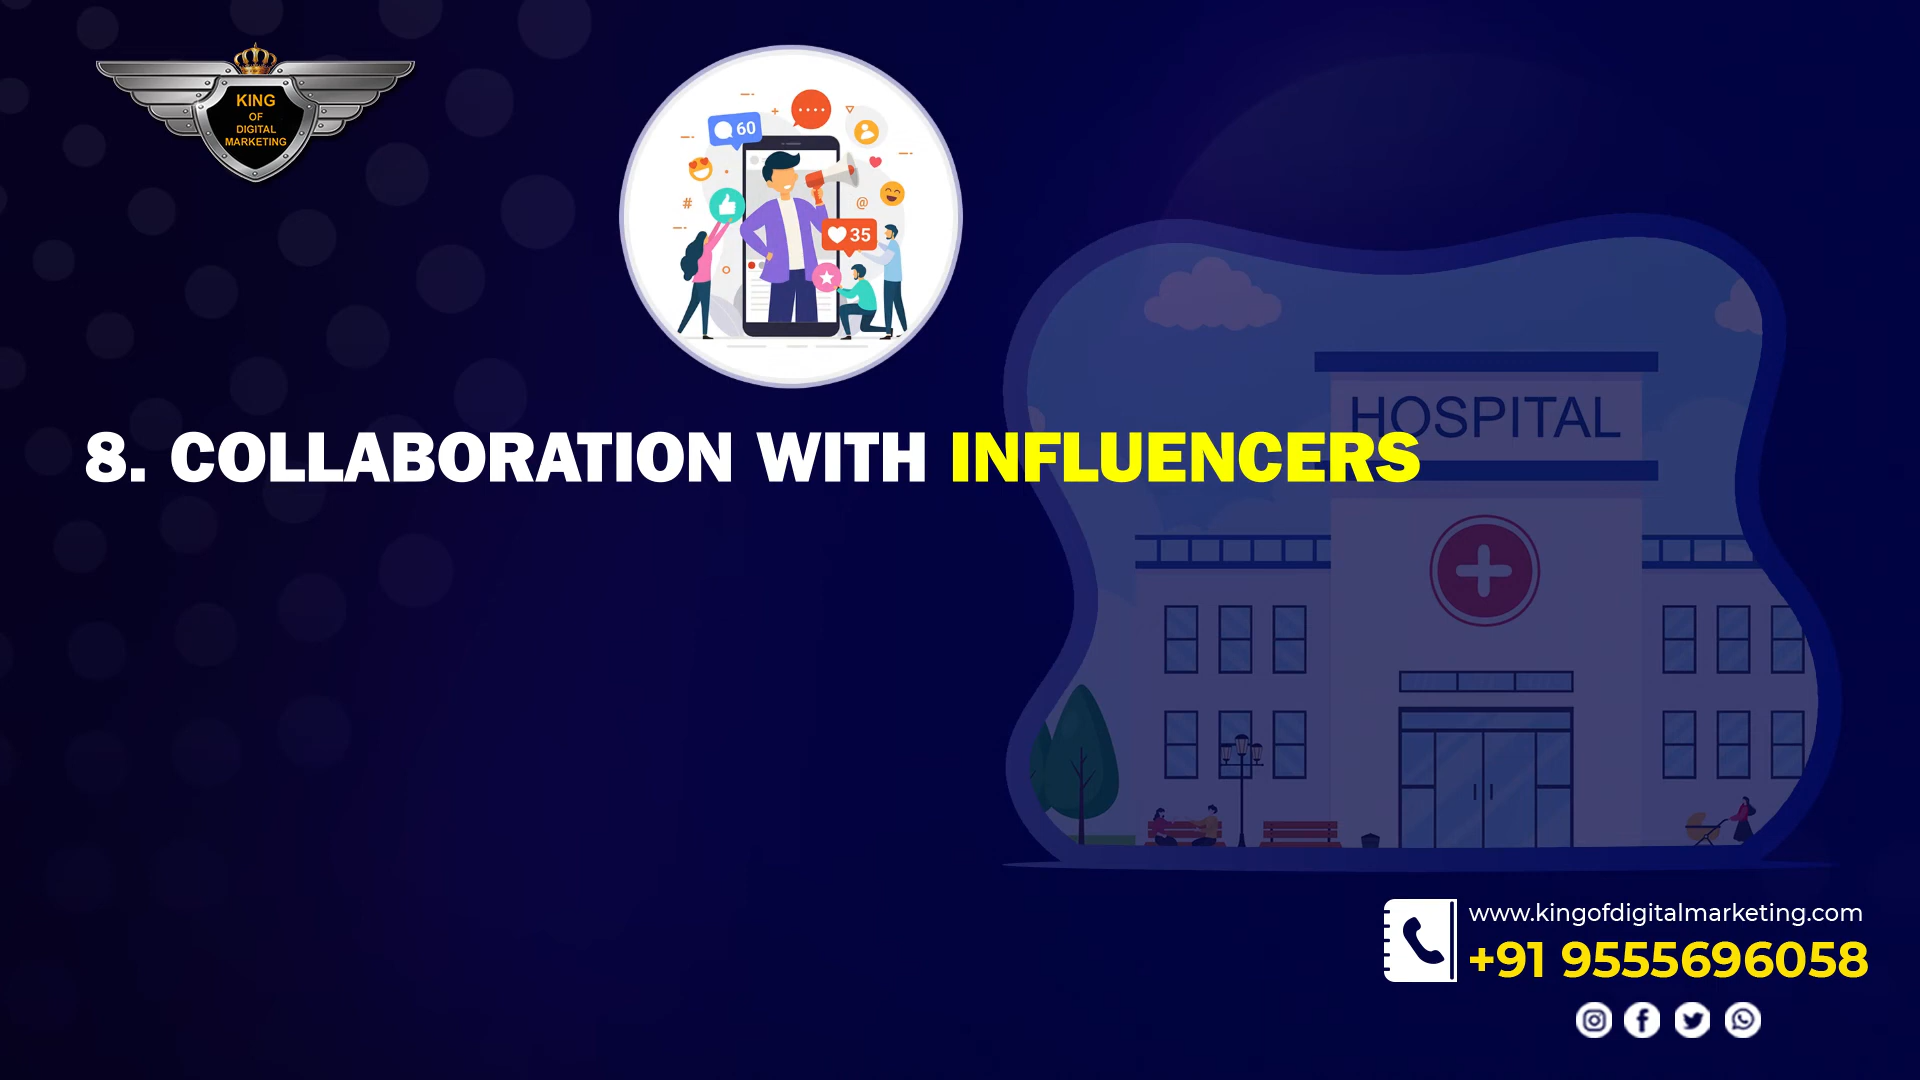 KING
OF
DIGITAL
MARKETING
60
#
@
35
HOSPITAL
8. COLLABORATION WITH INFLUENCERS
www.kingofdigitalmarketing.com
+91 9555696058